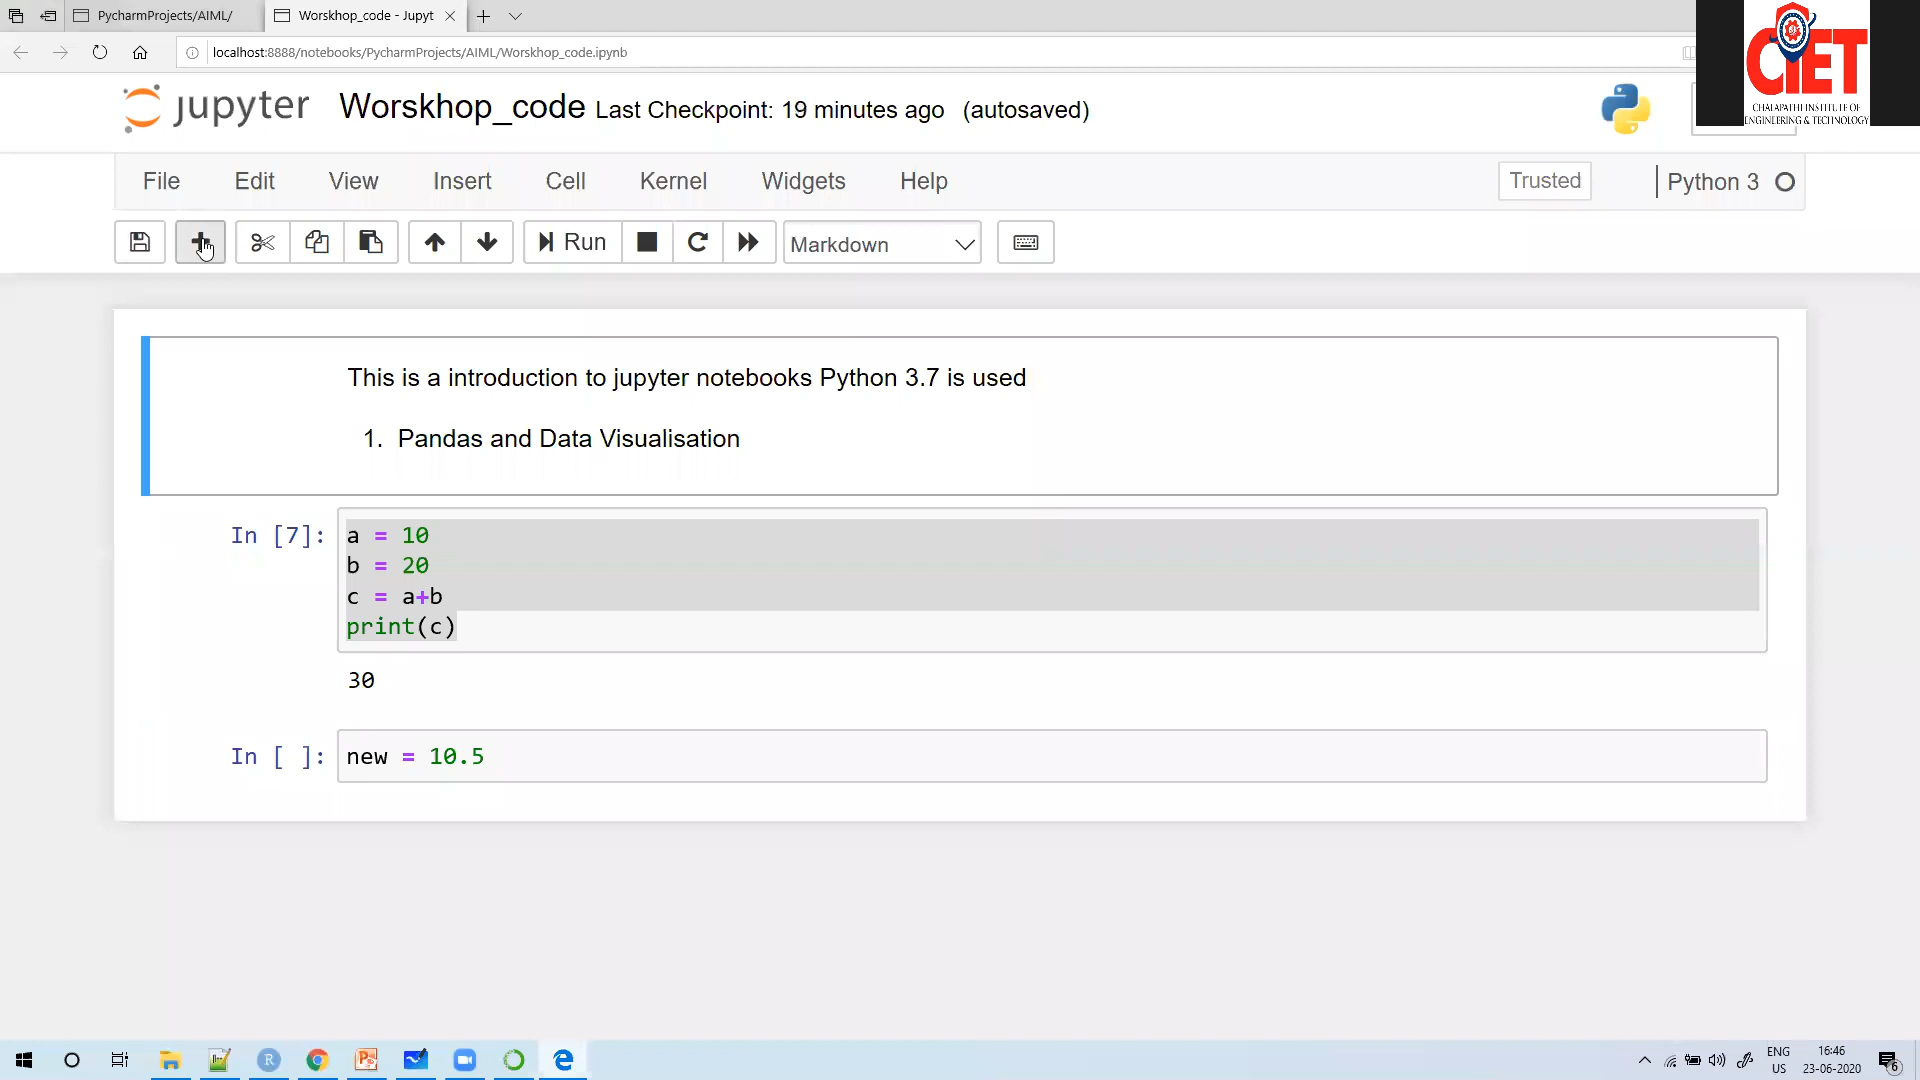 PycharmProjects/AIML/
Worskhop_code - Jupyt
localhost:8888/notebooks/PycharmProjects/AIML/Worskhop_code.ipynb
CIET
CHALAPATHI INSTITUTE OF
ENGINEERING & TECHNOLOGY
jupyter Worskhop_code Last Checkpoint: 19 minutes ago (autosaved)
File Edit View Insert Cell Kernel Widgets Help Trusted Python 3
Run Markdown
This is a introduction to jupyter notebooks Python 3.7 is used
1. Pandas and Data Visualisation
In [7]: a = 10
b = 20
c = a+b
print(c)
30
In [ ]: new = 10.5
ENG 16:46
US 23-06-2020 6